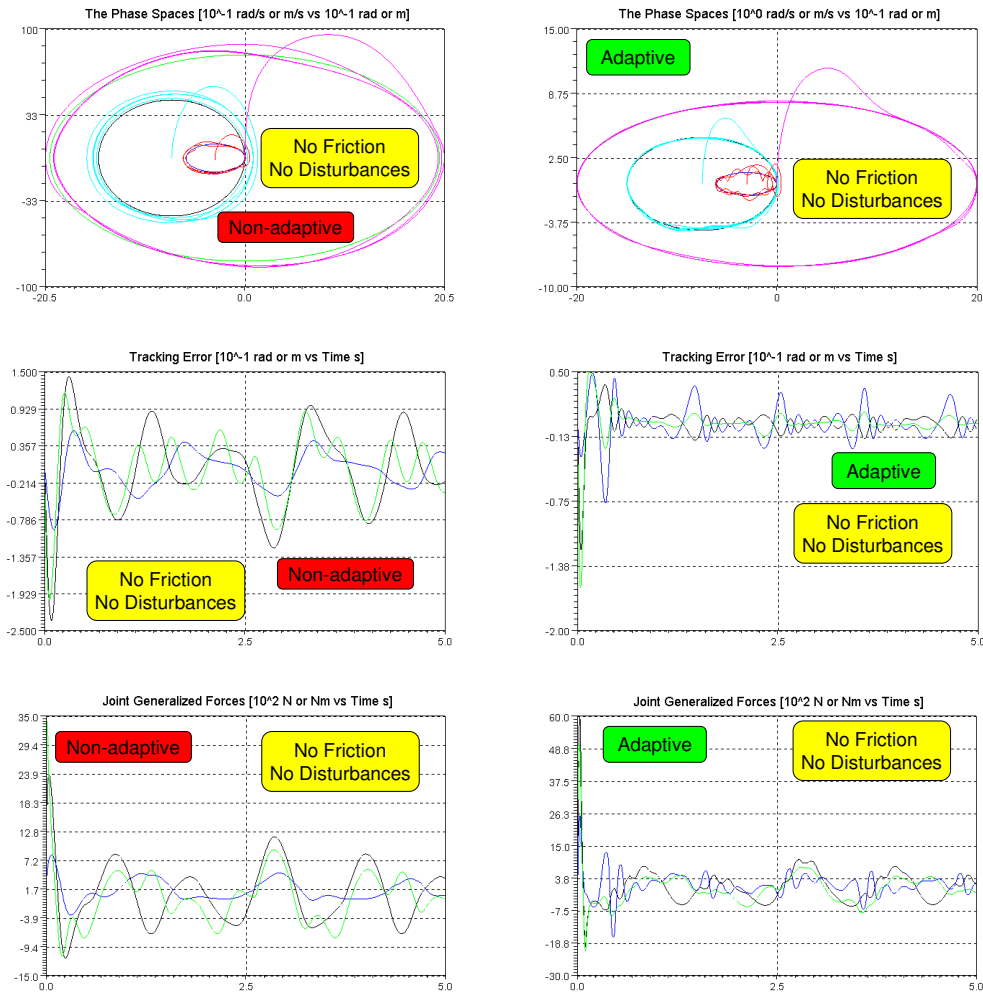 The Phase Spaces [10^-1 rad/s or m/s vs 10^-1 rad or m]
100
33
-33
-100
-20.5
0.0
20.5
No Friction
No Disturbances
Non-adaptive
The Phase Spaces [10^0 rad/s or m/s vs 10^-1 rad or m]
15.00
8.75
2.50
-3.75
-10.00
-20
0
20
Adaptive
No Friction
No Disturbances
Tracking Error [10^-1 rad or m vs Time s]
1.500
0.929
0.357
-0.214
-0.786
-1.357
-1.929
-2.500
0.0
2.5
5.0
No Friction
No Disturbances
Non-adaptive
Tracking Error [10^-1 rad or m vs Time s]
0.50
-0.13
-0.75
-1.38
-2.00
0.0
2.5
5.0
Adaptive
No Friction
No Disturbances
Joint Generalized Forces [10^2 N or Nm vs Time s]
35.0
29.4
23.9
18.3
12.8
7.2
1.7
-3.9
-9.4
-15.0
0.0
2.5
5.0
Non-adaptive
No Friction
No Disturbances
Joint Generalized Forces [10^2 N or Nm vs Time s]
60.0
48.8
37.5
26.3
15.0
3.8
-7.5
-18.8
-30.0
0.0
2.5
5.0
Adaptive
No Friction
No Disturbances